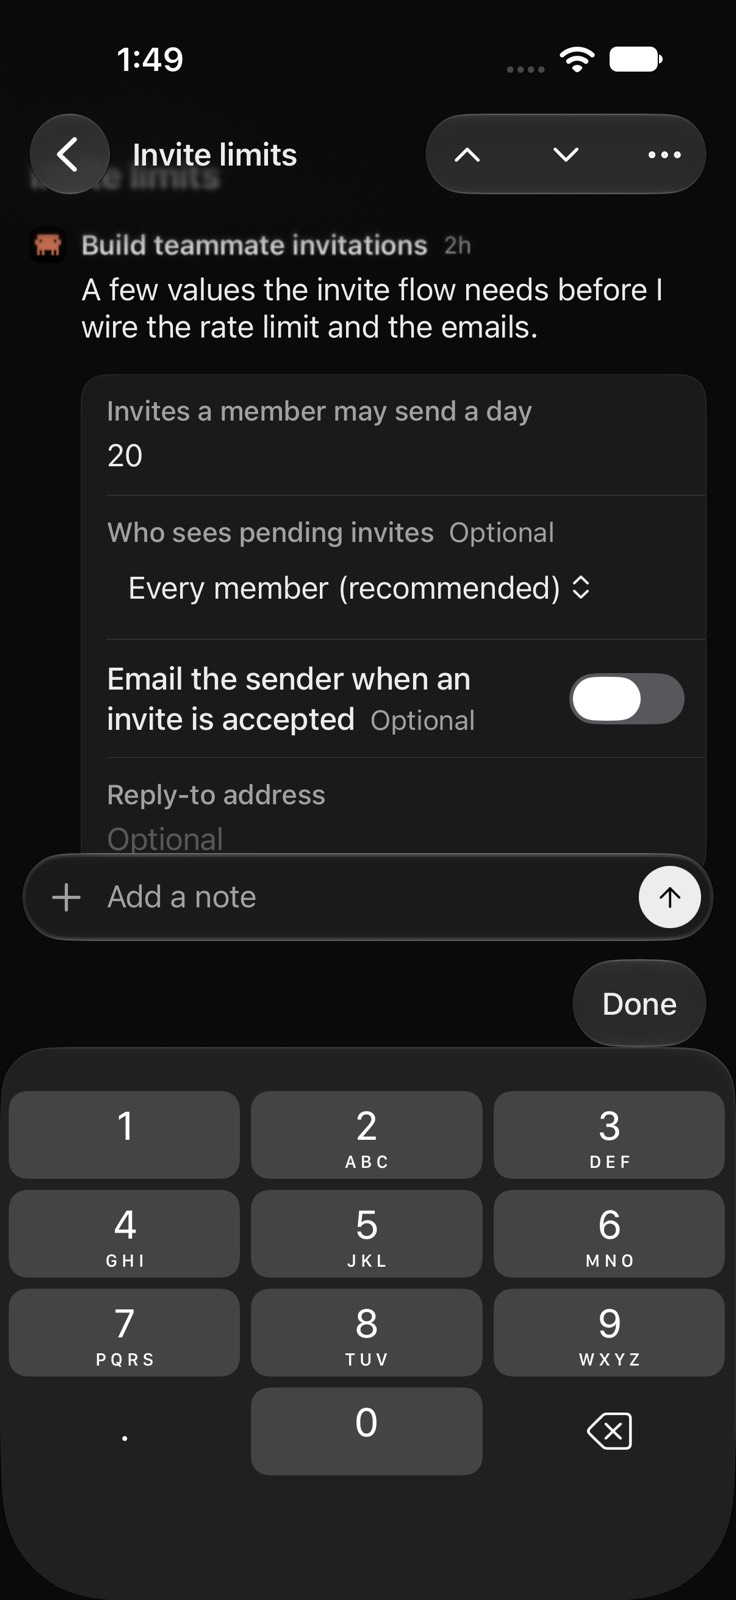 1:49
Invite limits
Build teammate invitations 2h
A few values the invite flow needs before I
wire the rate limit and the emails.
Invites a member may send a day
20
Who sees pending invites Optional
Every member (recommended)
Email the sender when an
invite is accepted Optional
Reply-to address
Optional
Add a note
Done
1
2
ABC
3
DEF
4
GHI
5
JKL
6
MNO
7
PQRS
8
TUV
9
WXYZ
.
0